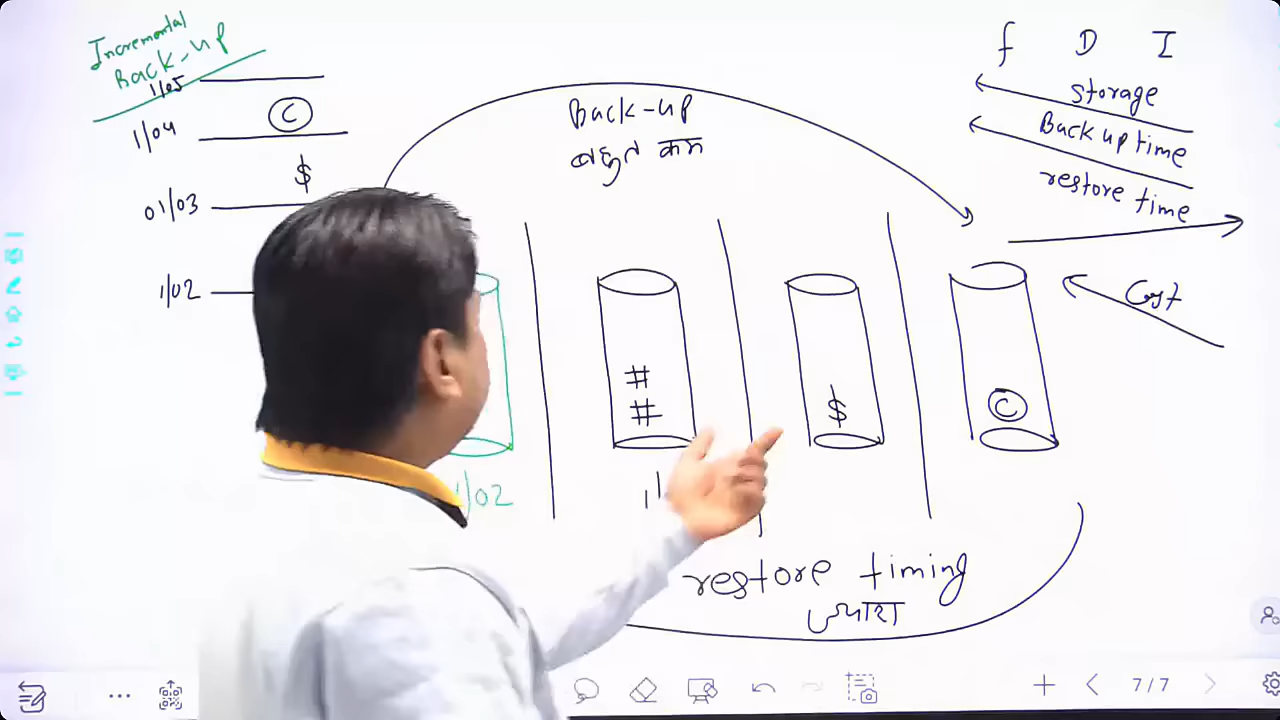 Incremental
Back-up
1/05
C
1/04
$
01/03
1/02
Back-up
बहुत कम
f D I
storage
Back up time
restore time
Cost
#
#
$
C
1/02
restore timing
ज्यादा
7/7